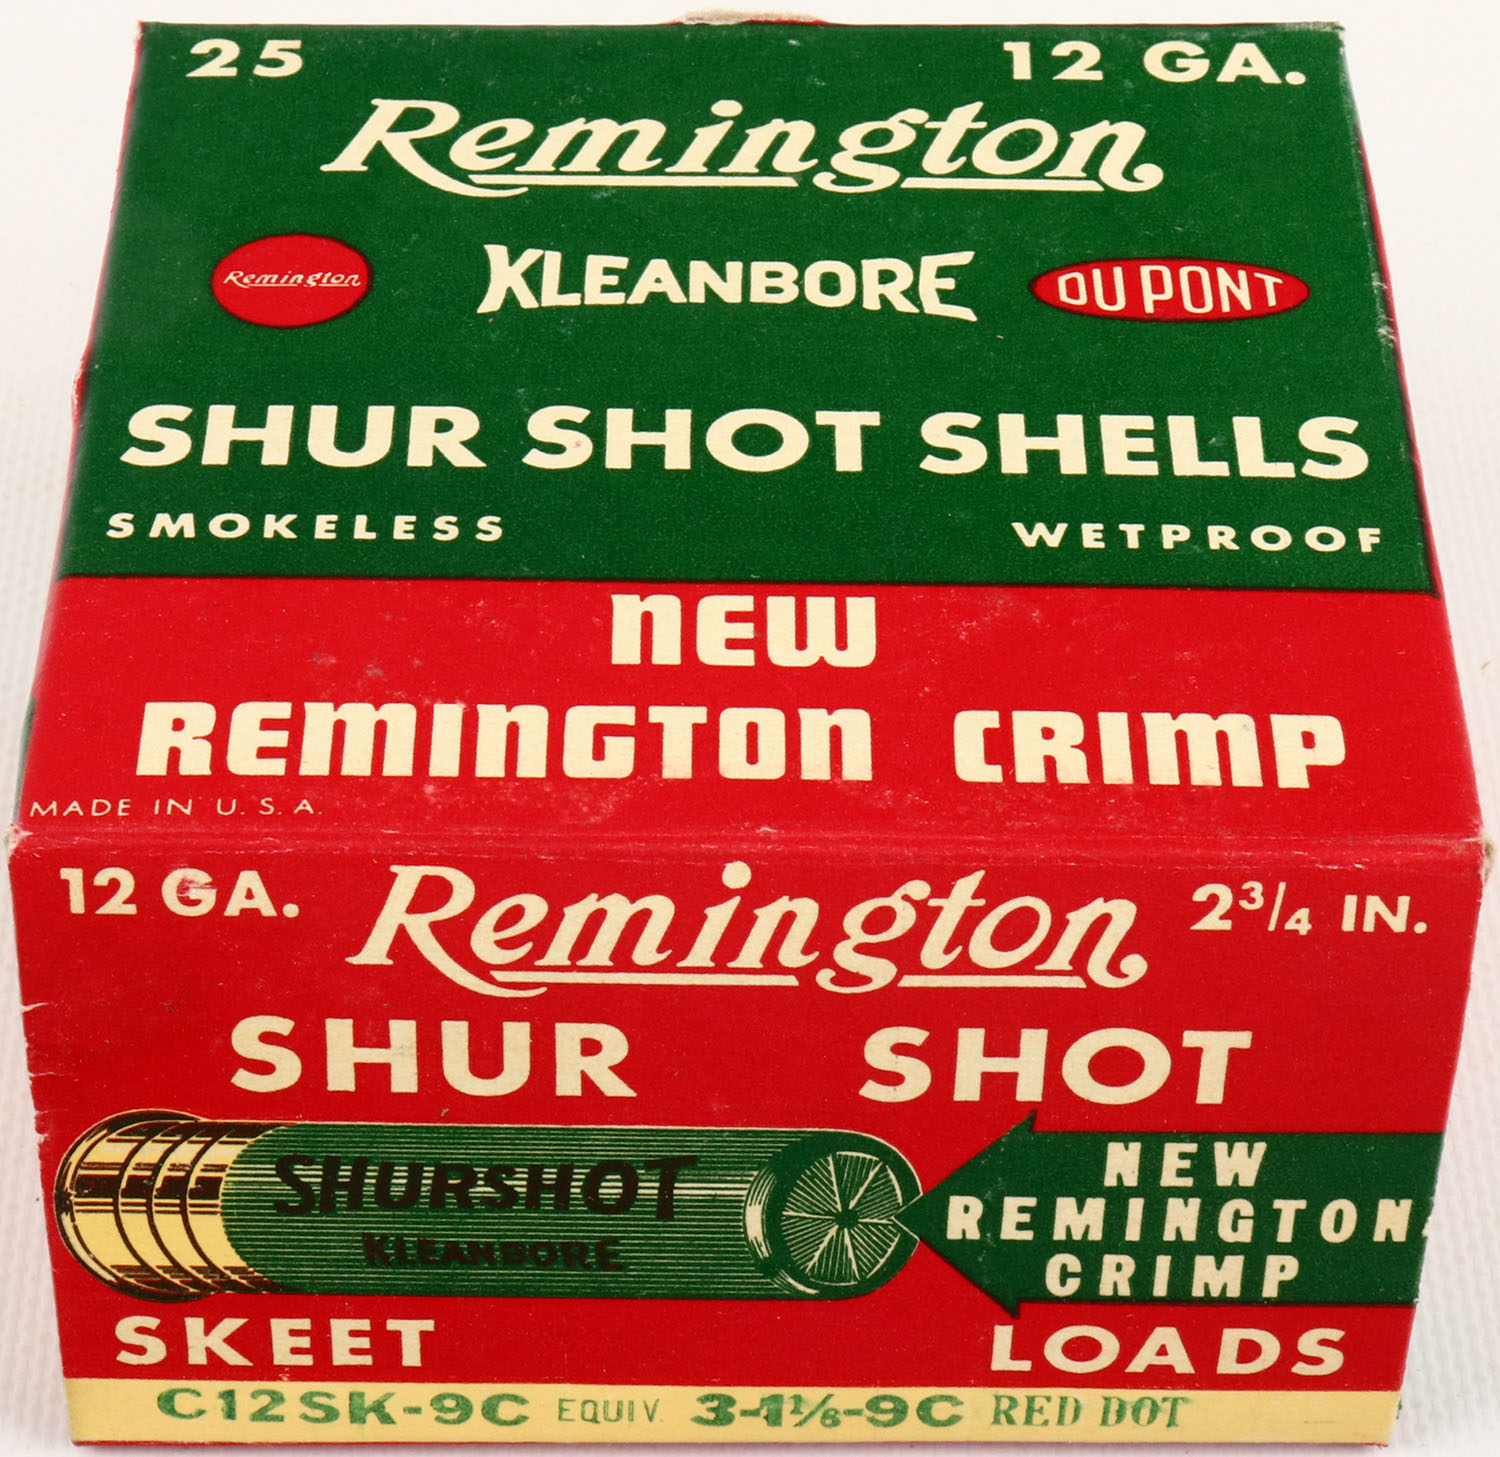 25 12 GA.
Remington
Remington KLEANBORE DU PONT
SHUR SHOT SHELLS
SMOKELESS WETPROOF
NEW
REMINGTON CRIMP
MADE IN U.S.A.
12 GA. Remington 2 3/4 IN.
SHUR SHOT
SHURSHOT
KLEANBORE
NEW
REMINGTON
CRIMP
SKEET LOADS
C12SK-9C EQUIV. 3-1⅛-9C RED DOT